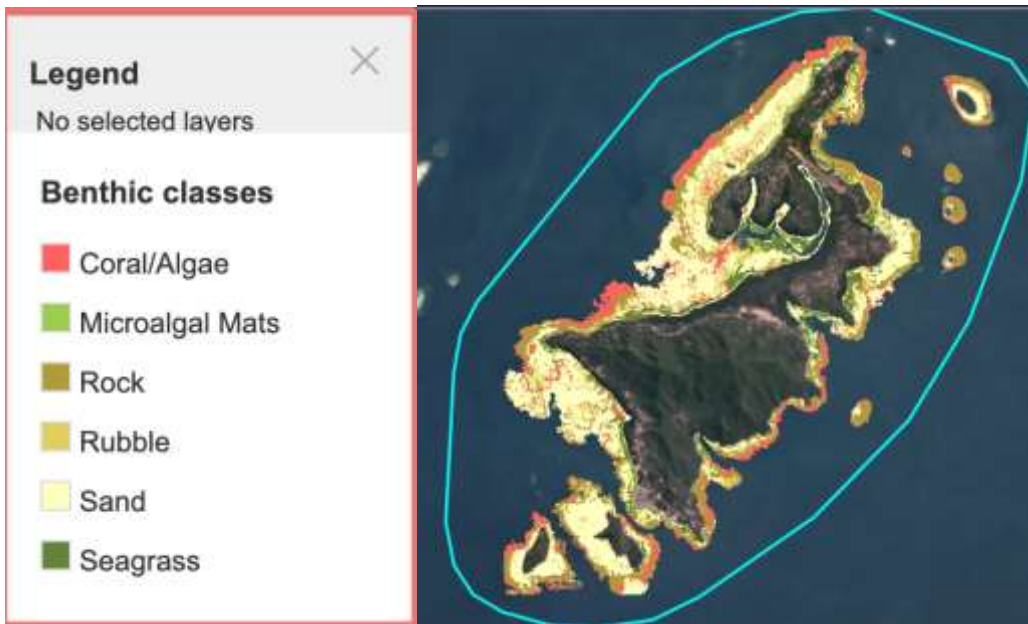 Legend
No selected layers
Benthic classes
Coral/Algae
Microalgal Mats
Rock
Rubble
Sand
Seagrass